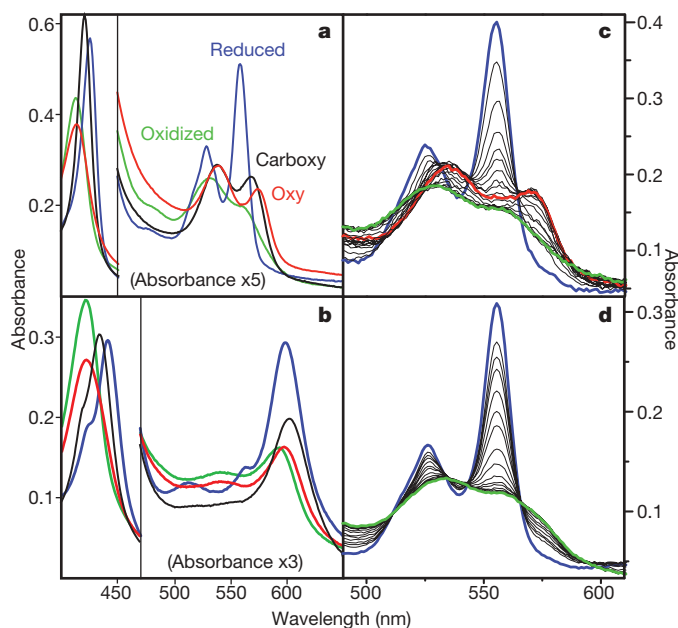 a
c
0.6
0.4
0.2
Absorbance
Reduced
Oxidized
Carboxy
Oxy
(Absorbance x5)
0.4
0.3
0.2
0.1
Absorbance
b
d
0.3
0.2
0.1
Absorbance
(Absorbance x3)
0.3
0.2
0.1
450 500 550 600
500 550 600
Wavelength (nm)